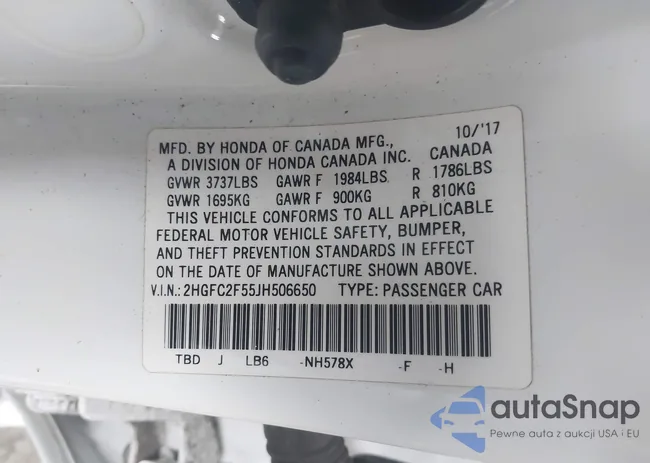 MFD. BY HONDA OF CANADA MFG., 10/'17
A DIVISION OF HONDA CANADA INC. CANADA
GVWR 3737LBS GAWR F 1984LBS R 1786LBS
GVWR 1695KG GAWR F 900KG R 810KG
THIS VEHICLE CONFORMS TO ALL APPLICABLE
FEDERAL MOTOR VEHICLE SAFETY, BUMPER,
AND THEFT PREVENTION STANDARDS IN EFFECT
ON THE DATE OF MANUFACTURE SHOWN ABOVE.
V.I.N.: 2HGFC2F55JH506650 TYPE: PASSENGER CAR
TBD J LB6 -NH578X -F -H
autaSnap
Pewne auta z aukcji USA i EU